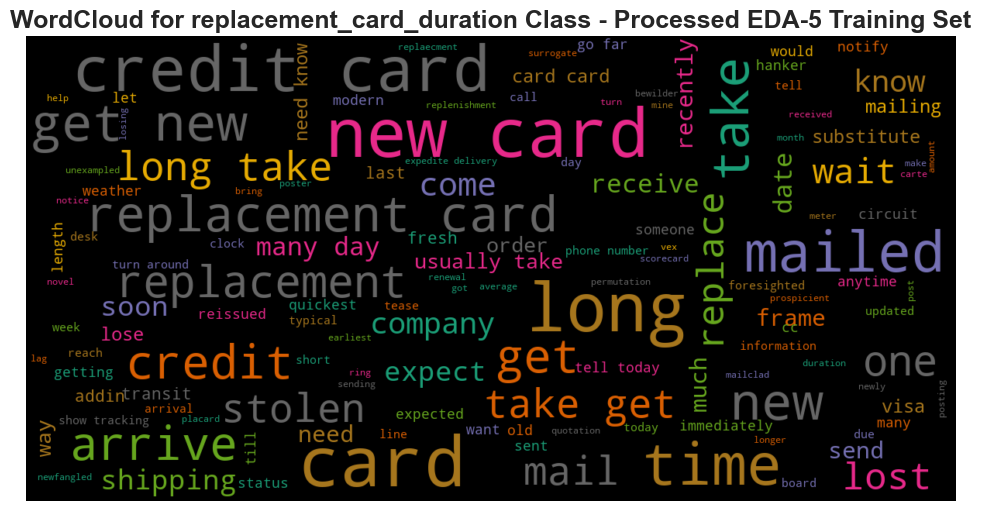 WordCloud for replacement_card_duration Class - Processed EDA-5 Training Set
replaecment
go far
would
notify
credit card
surrogate
card card
need know
recently
take
hanker
tell
know
help
let
modern
call
bewilder
mine
turn
received
mailing
get new
losing
replenishment
new card
month
substitute
make
carte
amount
unexampled
long take
expedite delivery
day
last
come
receive
date
wait
weather
bring
poster
notice
replacement card
someone
circuit
length
desk
clock
many day
fresh
order
phone number
vex
scorecard
replace
meter
mailed
turn around
usually take
renewal
got
average
permutation
foresighted
prospicient
anytime
novel
replacement
soon
quickest
tease
long
post
updated
reissued
typical
company
frame
cc
week
lose
earliest
information
lag
reach
short
credit
get
tell today
duration
one
getting
ring
sending
expect
much
mailclad
newly
addin
transit
stolen
take get
new
posting
arrival
show tracking
placard
expected
want
old
quotation
today
immediately
visa
many
way
arrive
till
need
line
sent
longer
due
send
card
mail
time
newfangled
shipping
status
board
lost